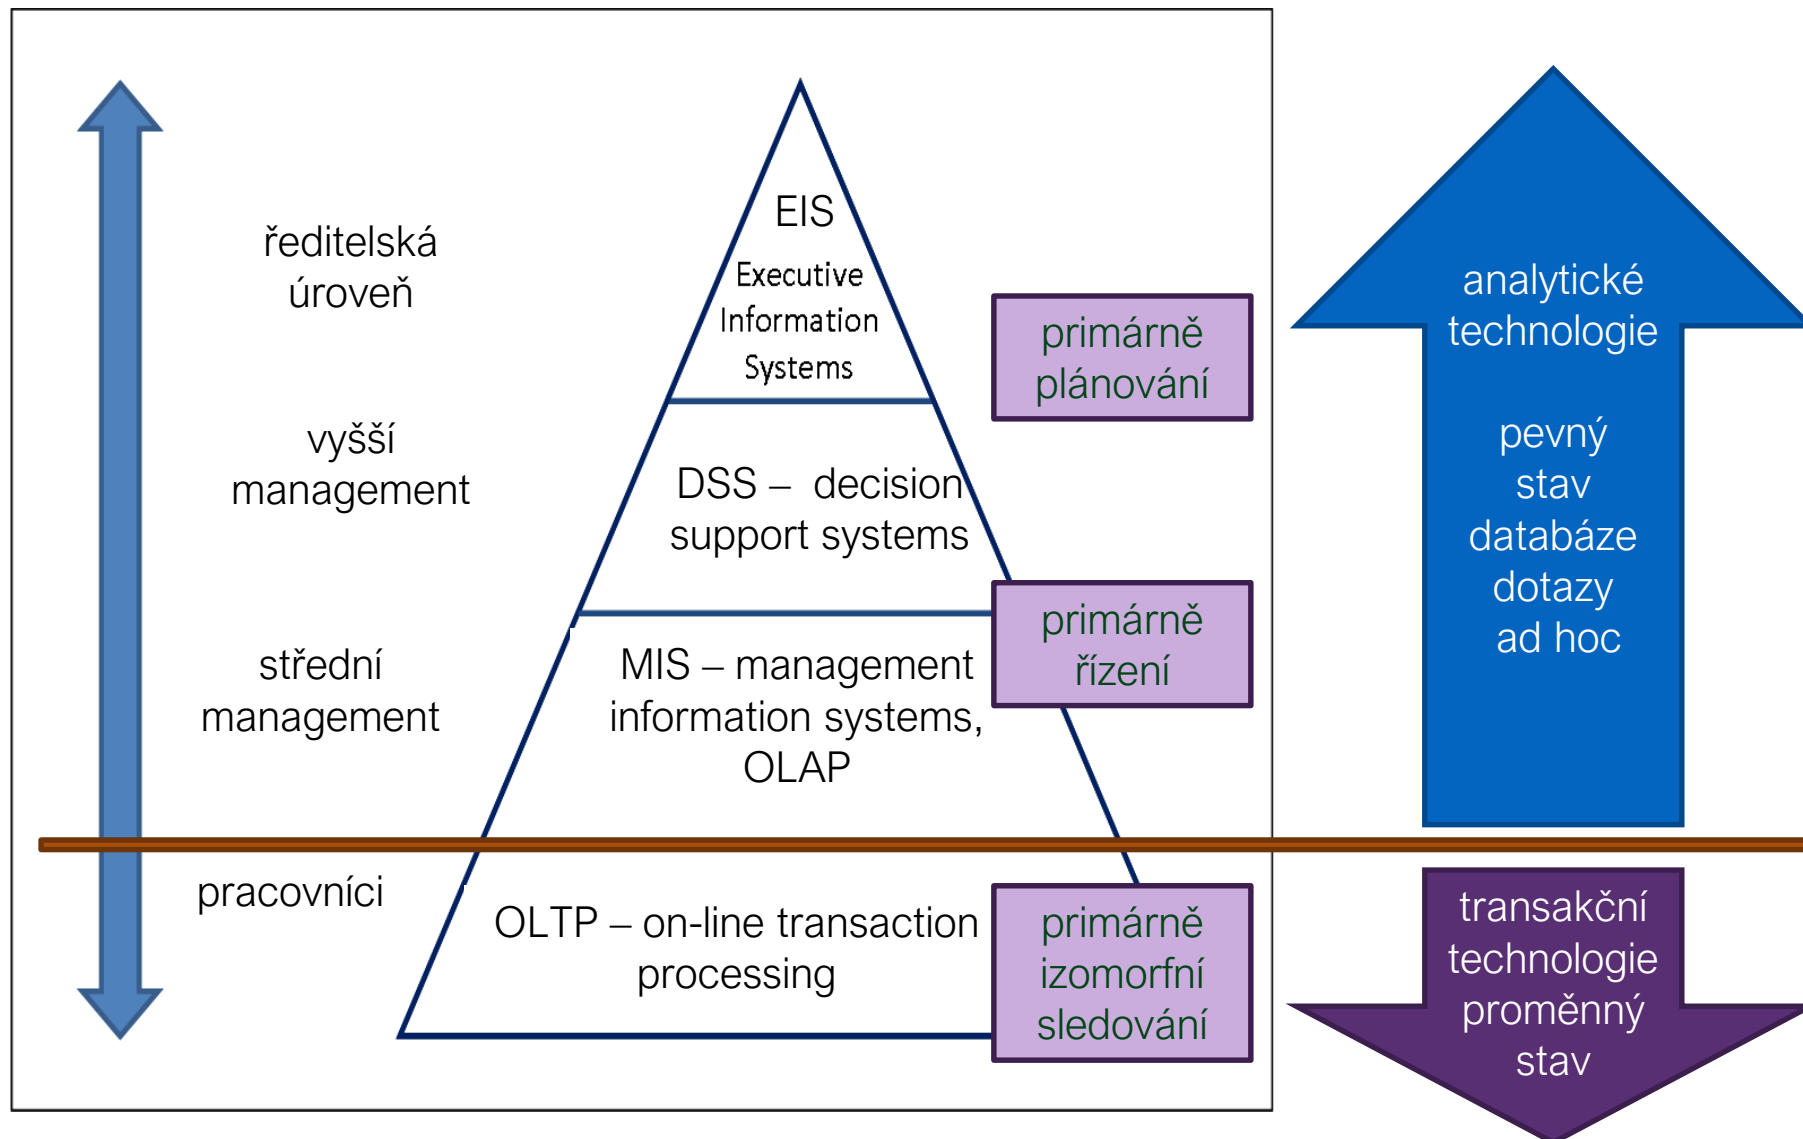 ředitelská
úroveň
EIS
Executive
Information
Systems
primárně
plánování
vyšší
management
DSS – decision
support systems
primárně
řízení
střední
management
MIS – management
information systems,
OLAP
pracovníci
OLTP – on-line transaction
processing
primárně
izomorfní
sledování
analytické
technologie
pevný
stav
databáze
dotazy
ad hoc
transakční
technologie
proměnný
stav